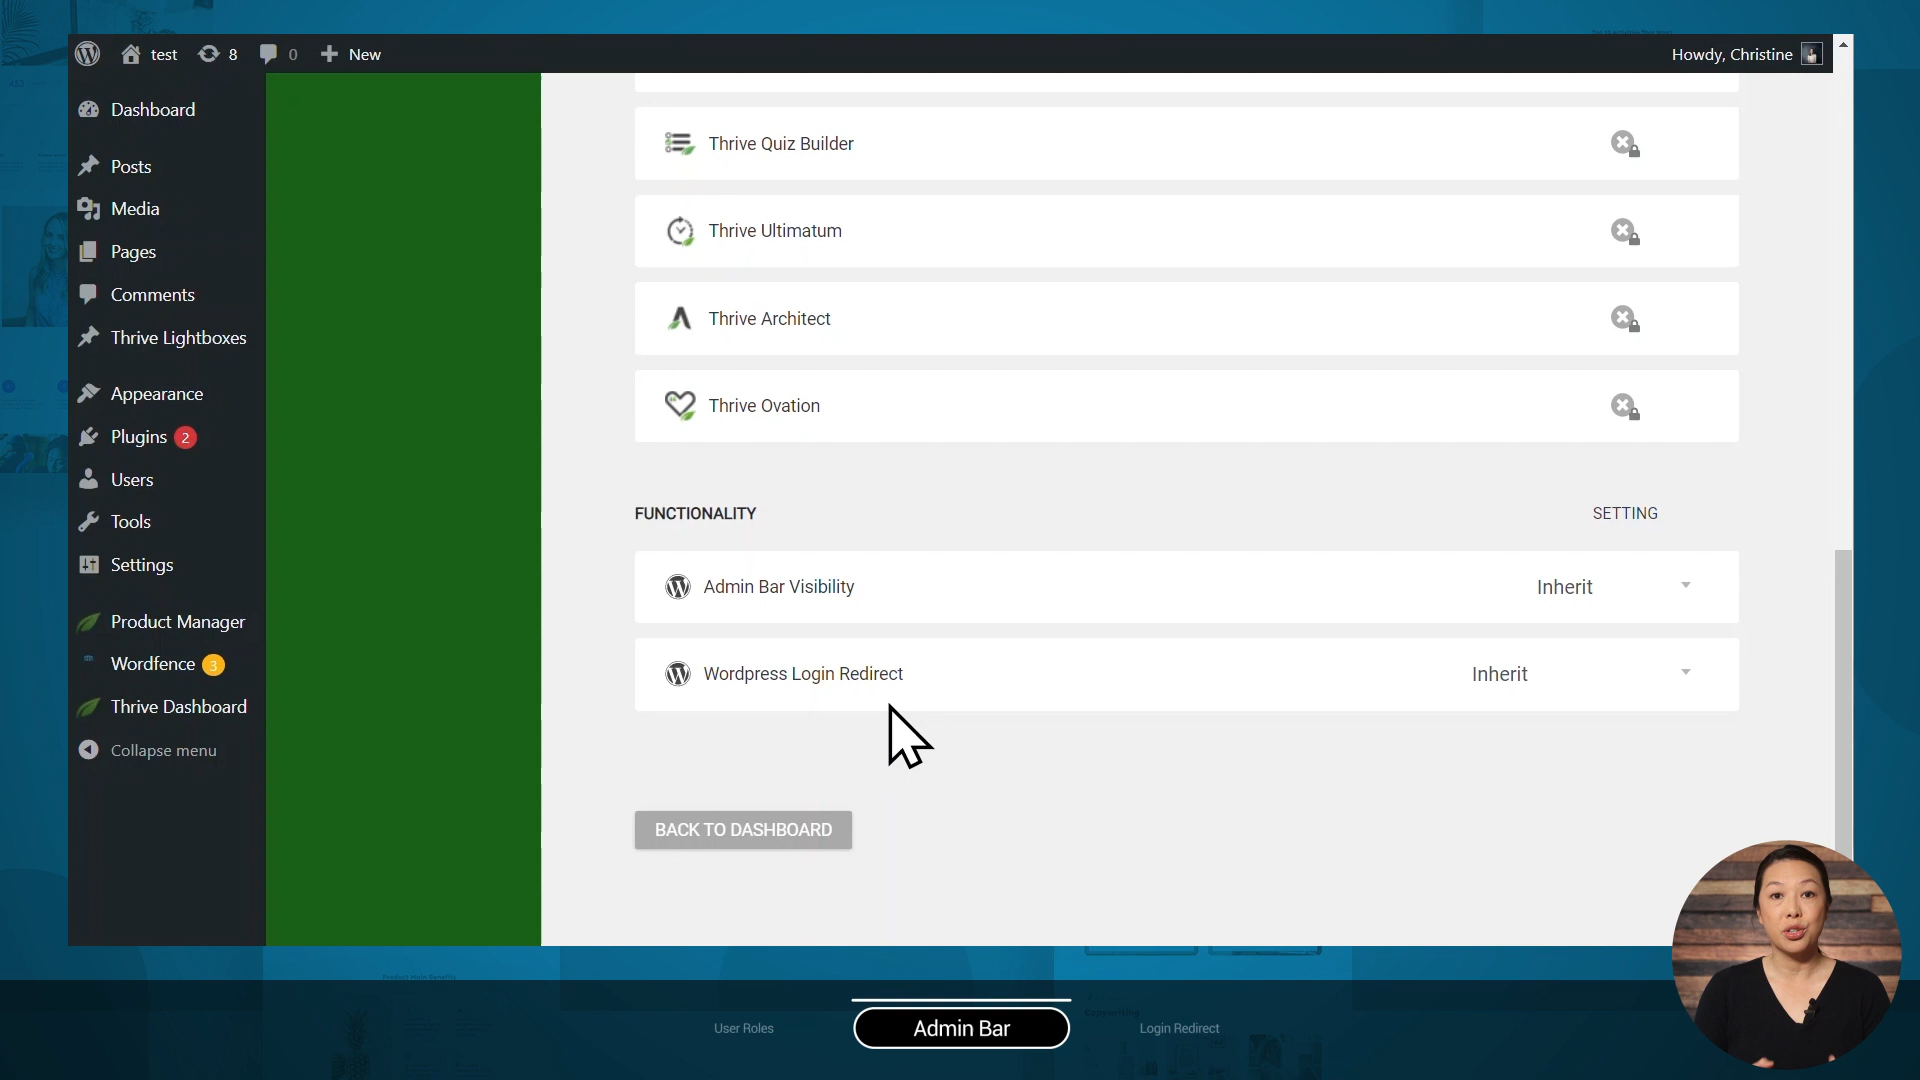 test
8
0
New
Howdy, Christine
Dashboard
Posts
Media
Pages
Comments
Thrive Lightboxes
Appearance
Plugins 2
Users
Tools
Settings
Product Manager
Wordfence 3
Thrive Dashboard
Collapse menu
Thrive Quiz Builder
Thrive Ultimatum
Thrive Architect
Thrive Ovation
FUNCTIONALITY
SETTING
Admin Bar Visibility
Inherit
Wordpress Login Redirect
Inherit
BACK TO DASHBOARD
User Roles
Admin Bar
Login Redirect